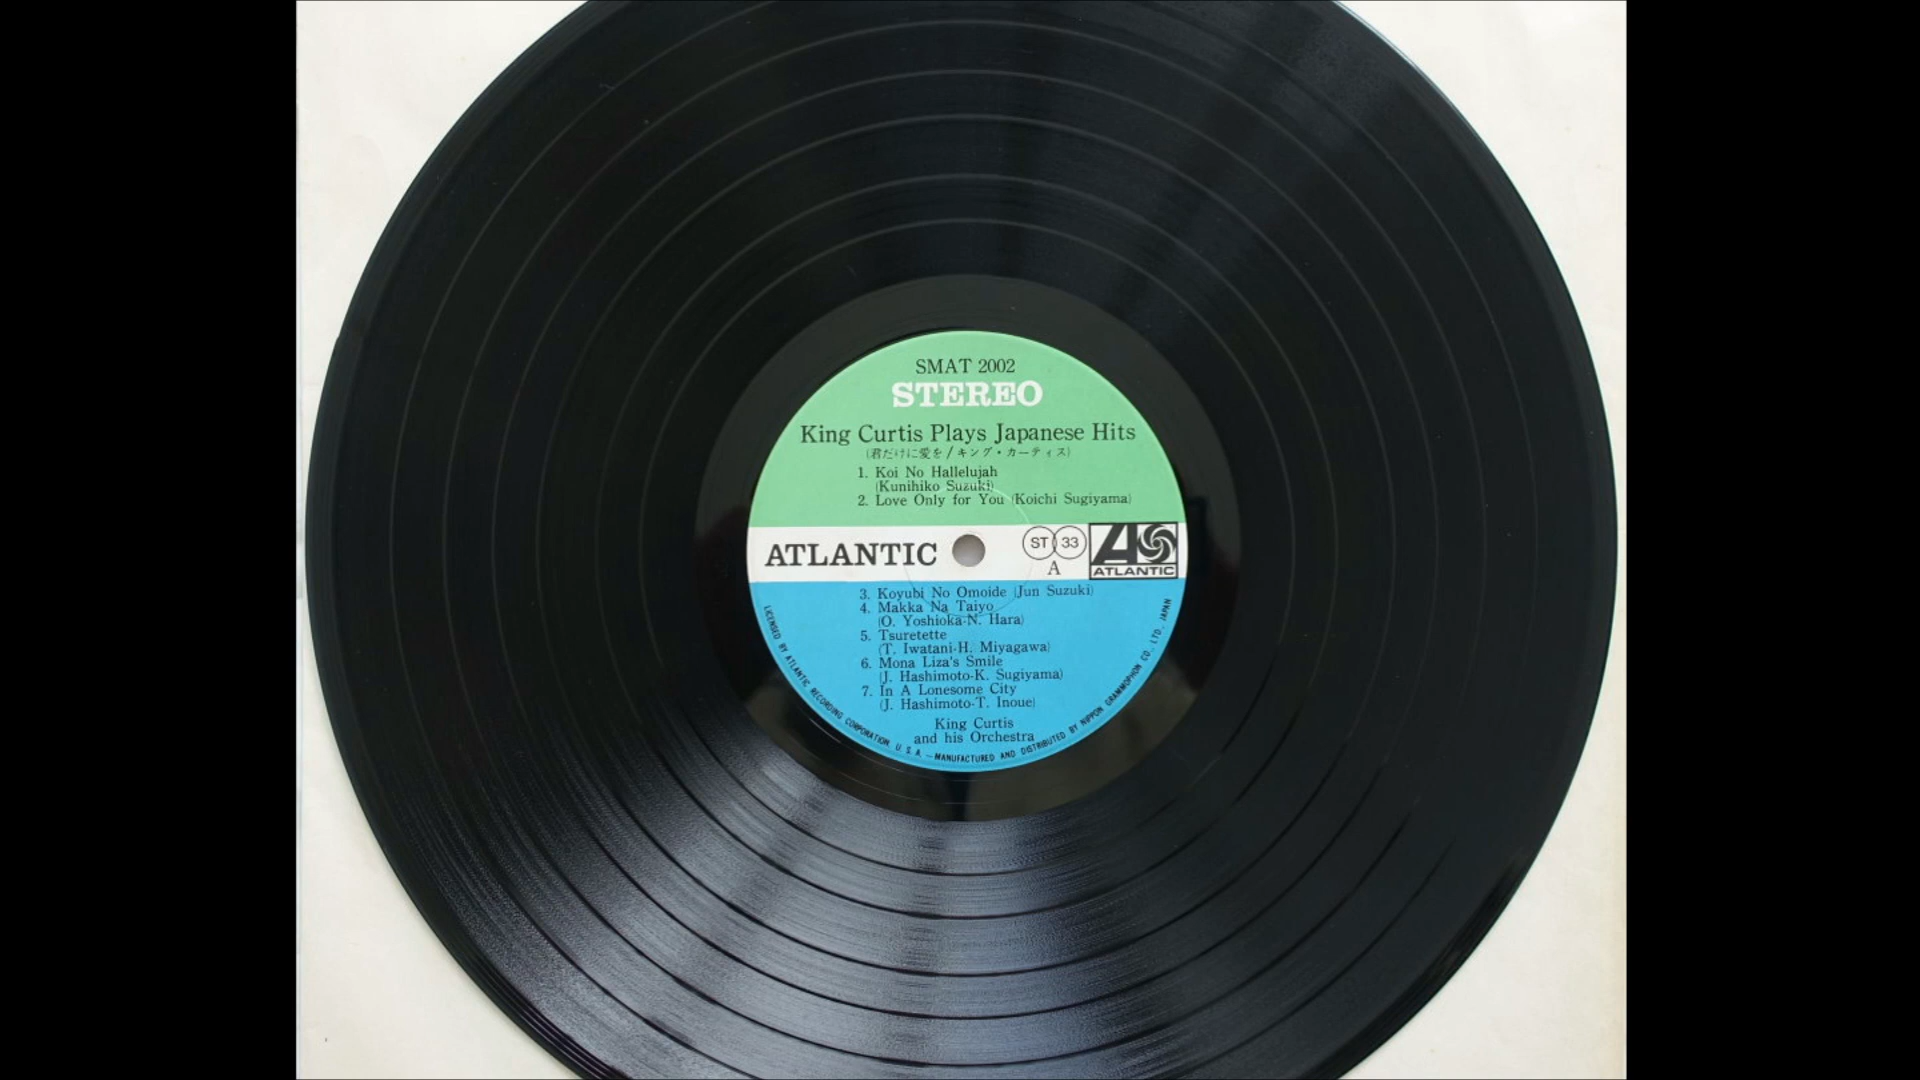 SMAT 2002
STEREO
King Curtis Plays Japanese Hits
(君だけに愛を/キング・カーティス)
1. Koi No Hallelujah
(Kunihiko Suzuki)
2. Love Only for You (Koichi Sugiyama)
ATLANTIC
ST 33
A
ATLANTIC
3. Koyubi No Omoide (Jun Suzuki)
4. Makka Na Taiyo
(O. Yoshioka-N. Hara)
5. Tsuretette
(T. Iwatani-H. Miyagawa)
6. Mona Liza's Smile
(J. Hashimoto-K. Sugiyama)
7. In A Lonesome City
(J. Hashimoto-T. Inoue)
King Curtis
and his Orchestra
LICENSED BY ATLANTIC RECORDING CORPORATION, U. S. A. — MANUFACTURED AND DISTRIBUTED BY NIPPON GRAMMOPHON CO., LTD., JAPAN